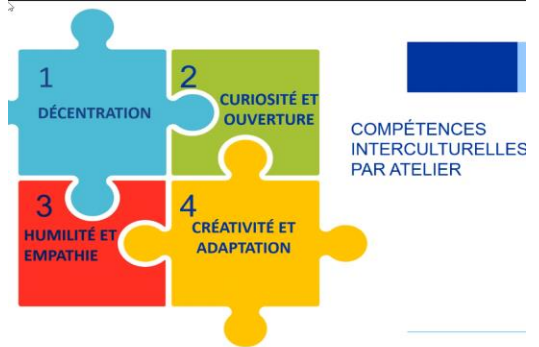 1
DÉCENTRATION
2
CURIOSITÉ ET
OUVERTURE
3
HUMILITÉ ET
EMPATHIE
4
CRÉATIVITÉ ET
ADAPTATION
COMPÉTENCES
INTERCULTURELLES
PAR ATELIER